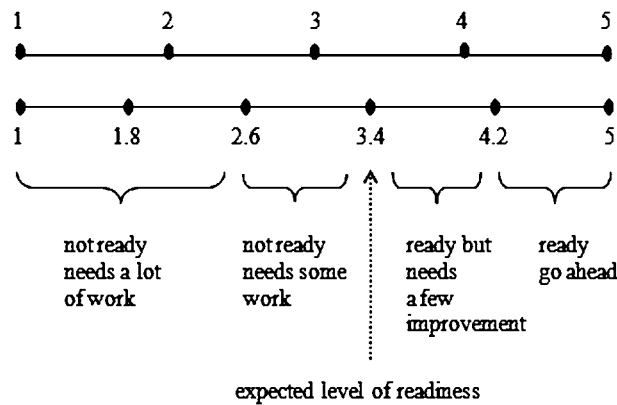 1 2 3 4 5
1 1.8 2.6 3.4 4.2 5
not ready
needs a lot
of work
not ready
needs some
work
ready but
needs
a few
improvement
ready
go ahead
expected level of readiness